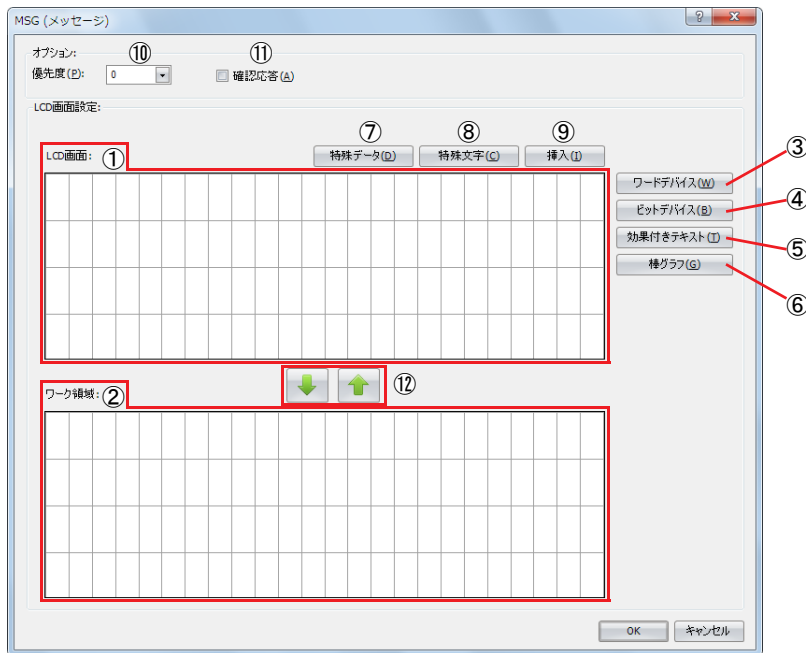 MSG (メッセージ)
オプション:
⑩ ⑪
優先度(P): 0 確認応答(A)
LCD画面設定:
⑦ ⑧ ⑨
LCD画面: ① 特殊データ(D) 特殊文字(C) 挿入(I)
③
ワードデバイス(W)
④
ビットデバイス(B)
効果付きテキスト(T)
⑤
棒グラフ(G)
⑥
⑫
ワーク領域: ②
OK キャンセル